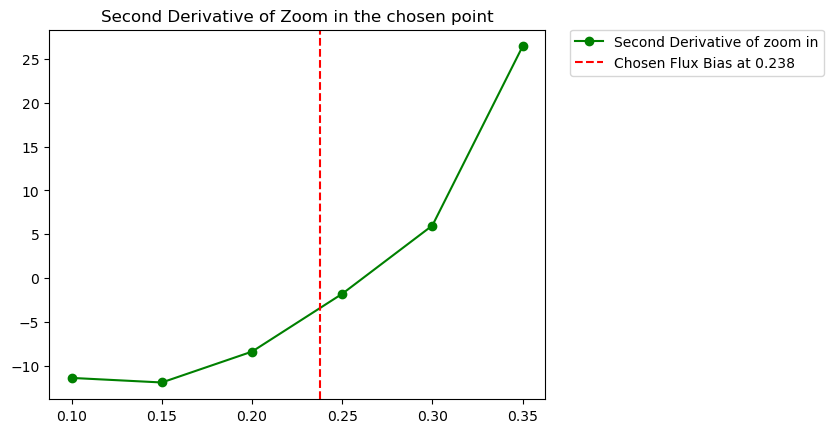 Second Derivative of Zoom in the chosen point
Second Derivative of zoom in
Chosen Flux Bias at 0.238
25
20
15
10
5
0
−5
−10
0.10 0.15 0.20 0.25 0.30 0.35